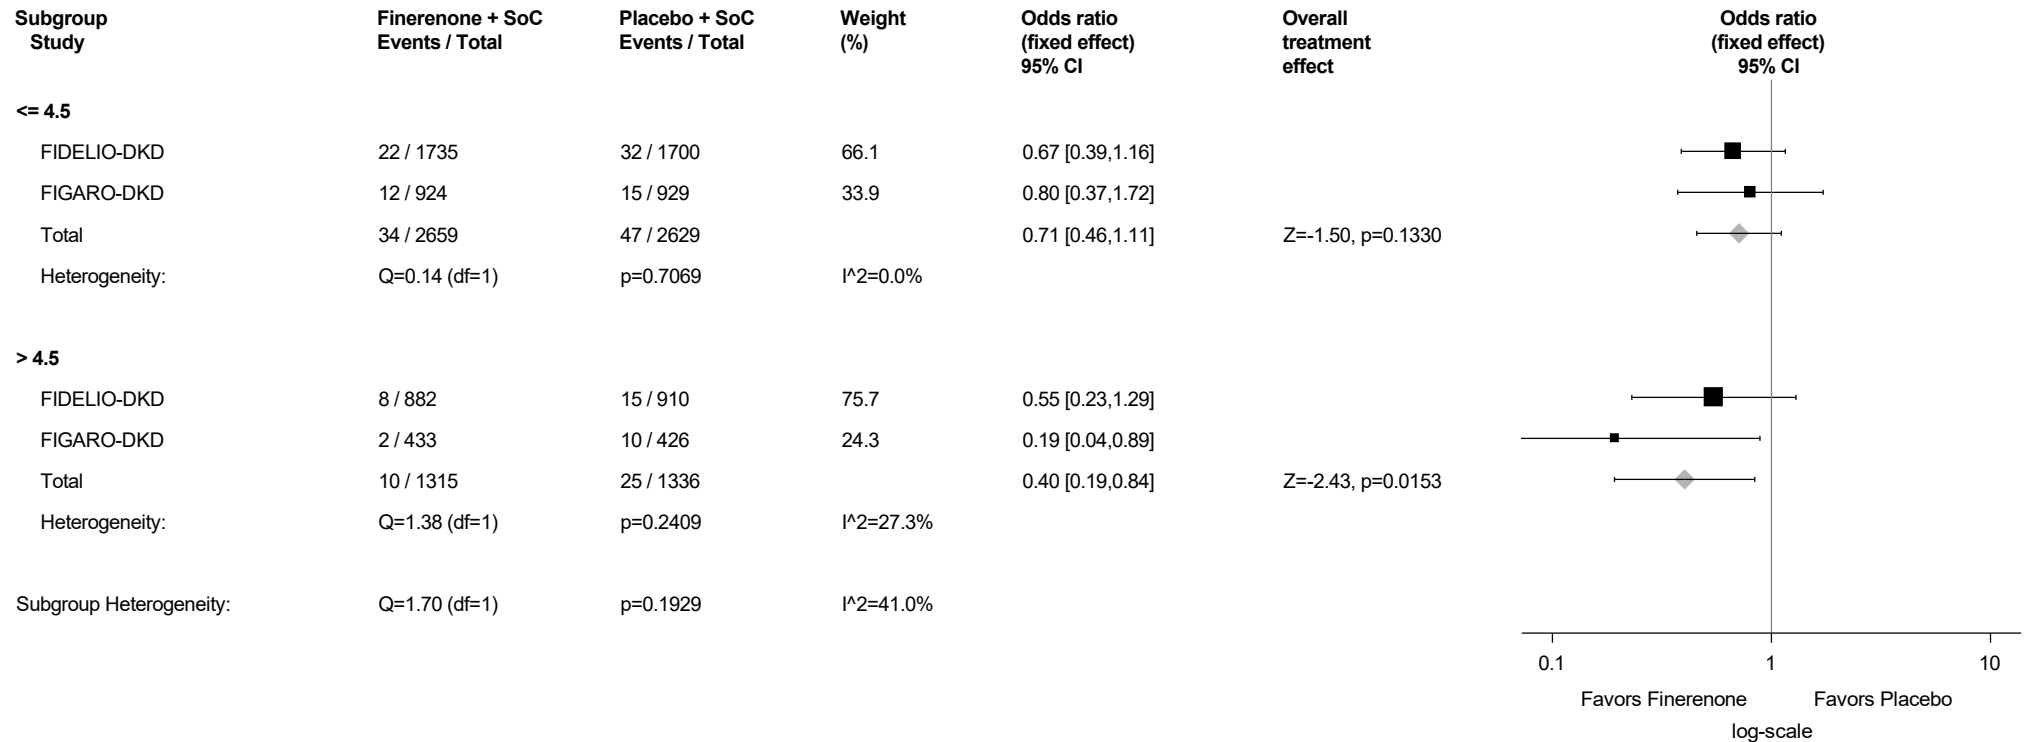 Subgroup Finerenone + SoC Placebo + SoC Weight Odds ratio Overall Odds ratio
Study Events / Total Events / Total (%) (fixed effect) treatment (fixed effect)
95% CI effect 95% CI
<= 4.5
FIDELIO-DKD 22 / 1735 32 / 1700 66.1 0.67 [0.39,1.16]
FIGARO-DKD 12 / 924 15 / 929 33.9 0.80 [0.37,1.72]
Total 34 / 2659 47 / 2629 0.71 [0.46,1.11] Z=-1.50, p=0.1330
Heterogeneity: Q=0.14 (df=1) p=0.7069 I^2=0.0%
> 4.5
FIDELIO-DKD 8 / 882 15 / 910 75.7 0.55 [0.23,1.29]
FIGARO-DKD 2 / 433 10 / 426 24.3 0.19 [0.04,0.89]
Total 10 / 1315 25 / 1336 0.40 [0.19,0.84] Z=-2.43, p=0.0153
Heterogeneity: Q=1.38 (df=1) p=0.2409 I^2=27.3%
Subgroup Heterogeneity: Q=1.70 (df=1) p=0.1929 I^2=41.0%
0.1 1 10
Favors Finerenone Favors Placebo
log-scale